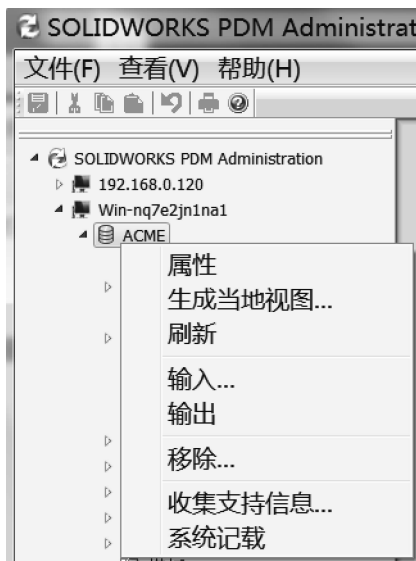 SOLIDWORKS PDM Administrat
文件(F) 查看(V) 帮助(H)
SOLIDWORKS PDM Administration
192.168.0.120
Win-nq7e2jn1na1
ACME
属性
生成当地视图...
刷新
输入...
输出
移除...
收集支持信息...
系统记载